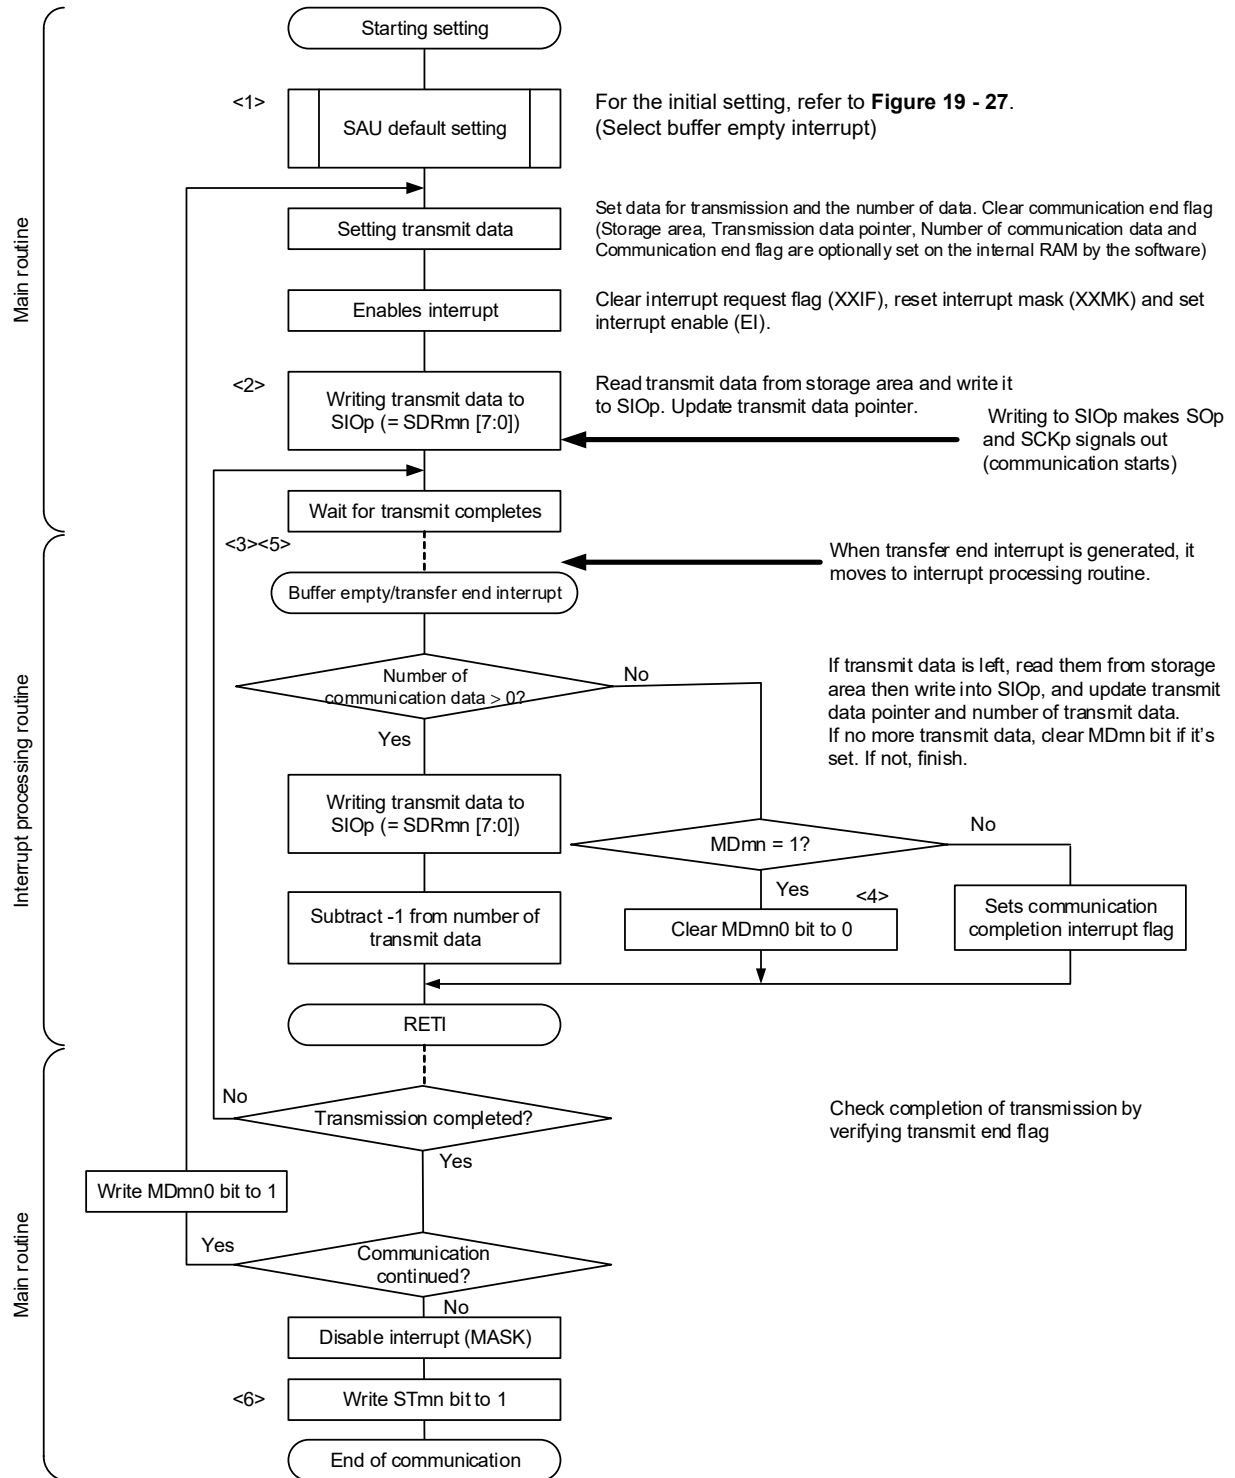 Main routine
Starting setting
<1>
SAU default setting
For the initial setting, refer to Figure 19 - 27.
(Select buffer empty interrupt)
Setting transmit data
Set data for transmission and the number of data. Clear communication end flag
(Storage area, Transmission data pointer, Number of communication data and
Communication end flag are optionally set on the internal RAM by the software)
Enables interrupt
Clear interrupt request flag (XXIF), reset interrupt mask (XXMK) and set
interrupt enable (EI).
<2>
Writing transmit data to
SIOp (= SDRmn [7:0])
Read transmit data from storage area and write it
to SIOp. Update transmit data pointer.
Writing to SIOp makes SOp
and SCKp signals out
(communication starts)
Wait for transmit completes
Interrupt processing routine
<3><5>
When transfer end interrupt is generated, it
moves to interrupt processing routine.
Buffer empty/transfer end interrupt
Number of
communication data > 0?
No
Yes
If transmit data is left, read them from storage
area then write into SIOp, and update transmit
data pointer and number of transmit data.
If no more transmit data, clear MDmn bit if it's
set. If not, finish.
Writing transmit data to
SIOp (= SDRmn [7:0])
MDmn = 1?
No
Yes
<4>
Subtract -1 from number of
transmit data
Clear MDmn0 bit to 0
Sets communication
completion interrupt flag
RETI
Main routine
No
Transmission completed?
Check completion of transmission by
verifying transmit end flag
Yes
Write MDmn0 bit to 1
Yes
Communication
continued?
No
Disable interrupt (MASK)
<6>
Write STmn bit to 1
End of communication